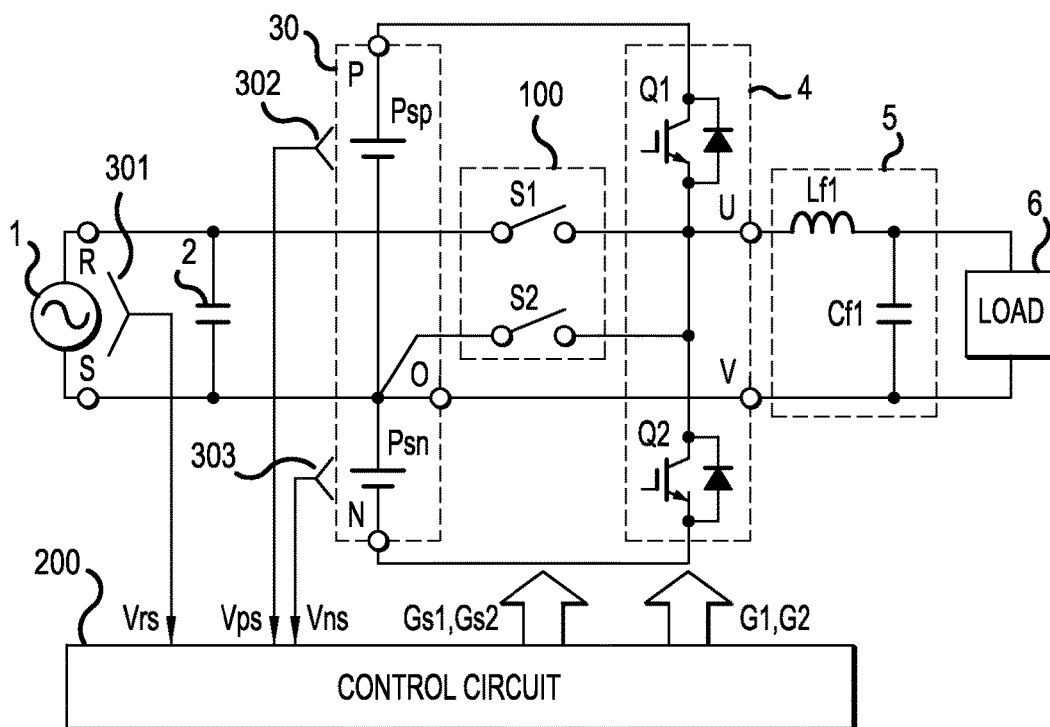 30
P
302
Psp
100
Q1
4
5
301
S1
U
Lf1
6
1
R
2
S2
Cf1
LOAD
S
O
V
303
Psn
Q2
N
200
Vrs
Vps
Vns
Gs1,Gs2
G1,G2
CONTROL CIRCUIT